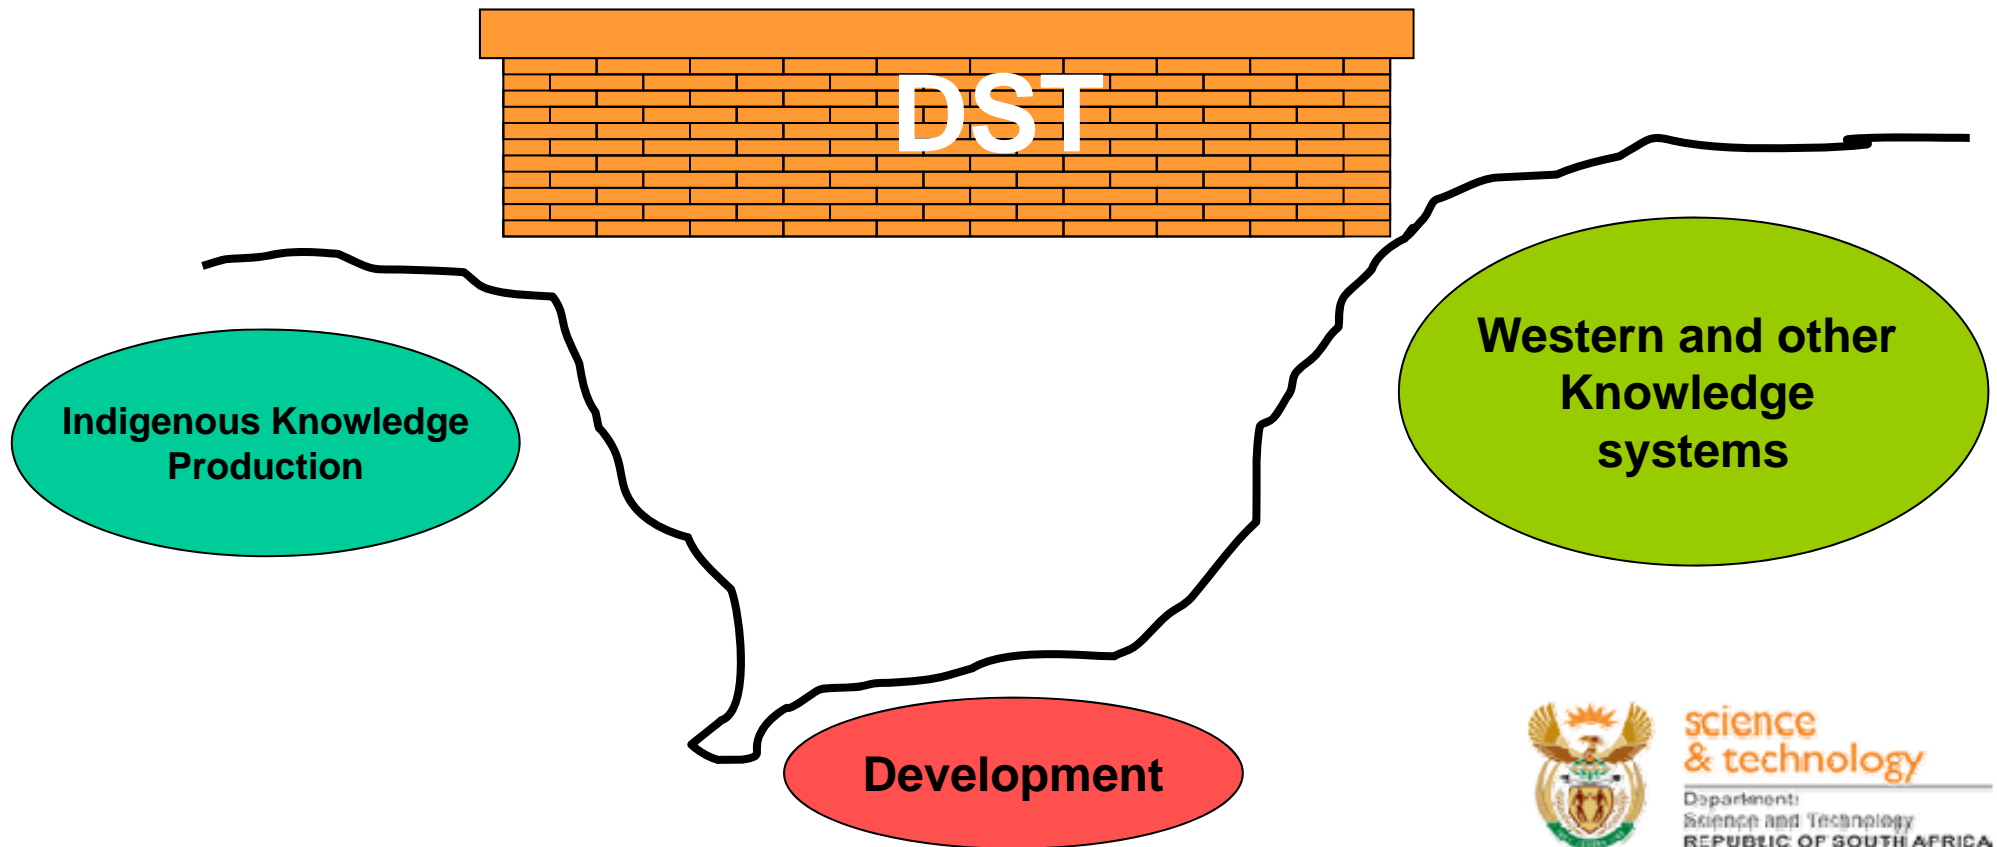 DST
Indigenous Knowledge
Production
Western and other
Knowledge
systems
Development
science
& technology
Department:
Science and Technology
REPUBLIC OF SOUTH AFRICA